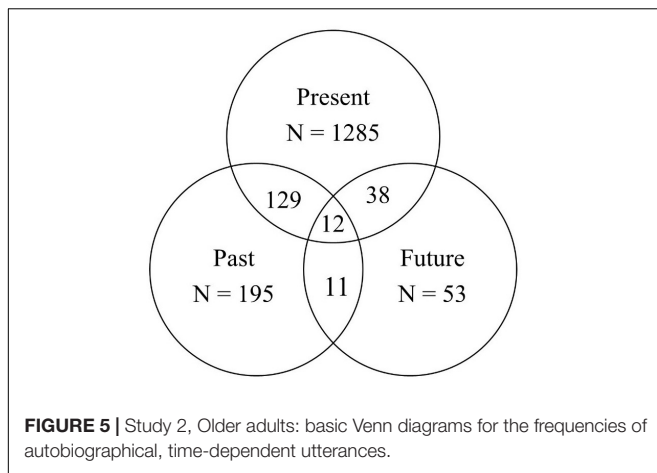 Present
N = 1285
129
38
12
Past
N = 195
11
Future
N = 53
FIGURE 5 | Study 2, Older adults: basic Venn diagrams for the frequencies of
autobiographical, time-dependent utterances.